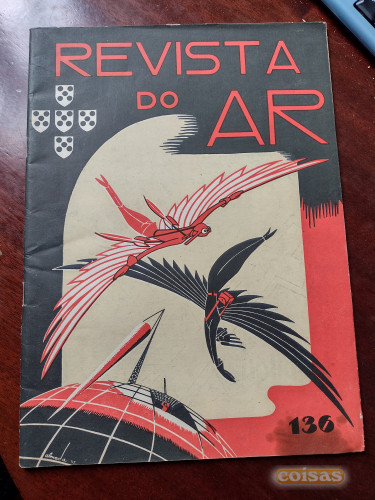 REVISTA
DO AR
136
coisas